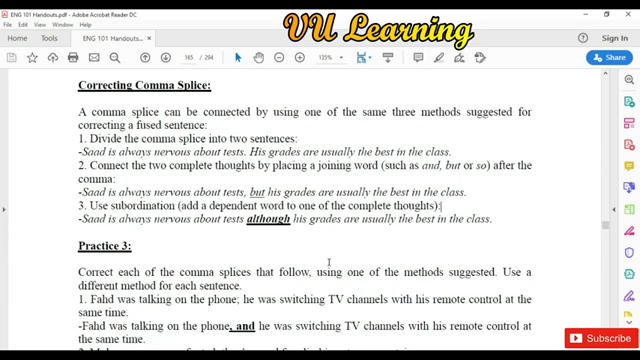 ENG 101 Handouts.pdf - Adobe Acrobat Reader DC
VU Learning
File Edit View Window Help
Home Tools ENG 101 Handouts.p... × Sign In
165 / 294 135%
Correcting Comma Splice:
A comma splice can be connected by using one of the same three methods suggested for
correcting a fused sentence:
1. Divide the comma splice into two sentences:
-Saad is always nervous about tests. His grades are usually the best in the class.
2. Connect the two complete thoughts by placing a joining word (such as and, but or so) after the
comma:
-Saad is always nervous about tests, but his grades are usually the best in the class.
3. Use subordination (add a dependent word to one of the complete thoughts):
-Saad is always nervous about tests although his grades are usually the best in the class.
Practice 3:
Correct each of the comma splices that follow, using one of the methods suggested. Use a
different method for each sentence.
1. Fahd was talking on the phone; he was switching TV channels with his remote control at the
same time.
-Fahd was talking on the phone, and he was switching TV channels with his remote control at
the same time.
Subscribe